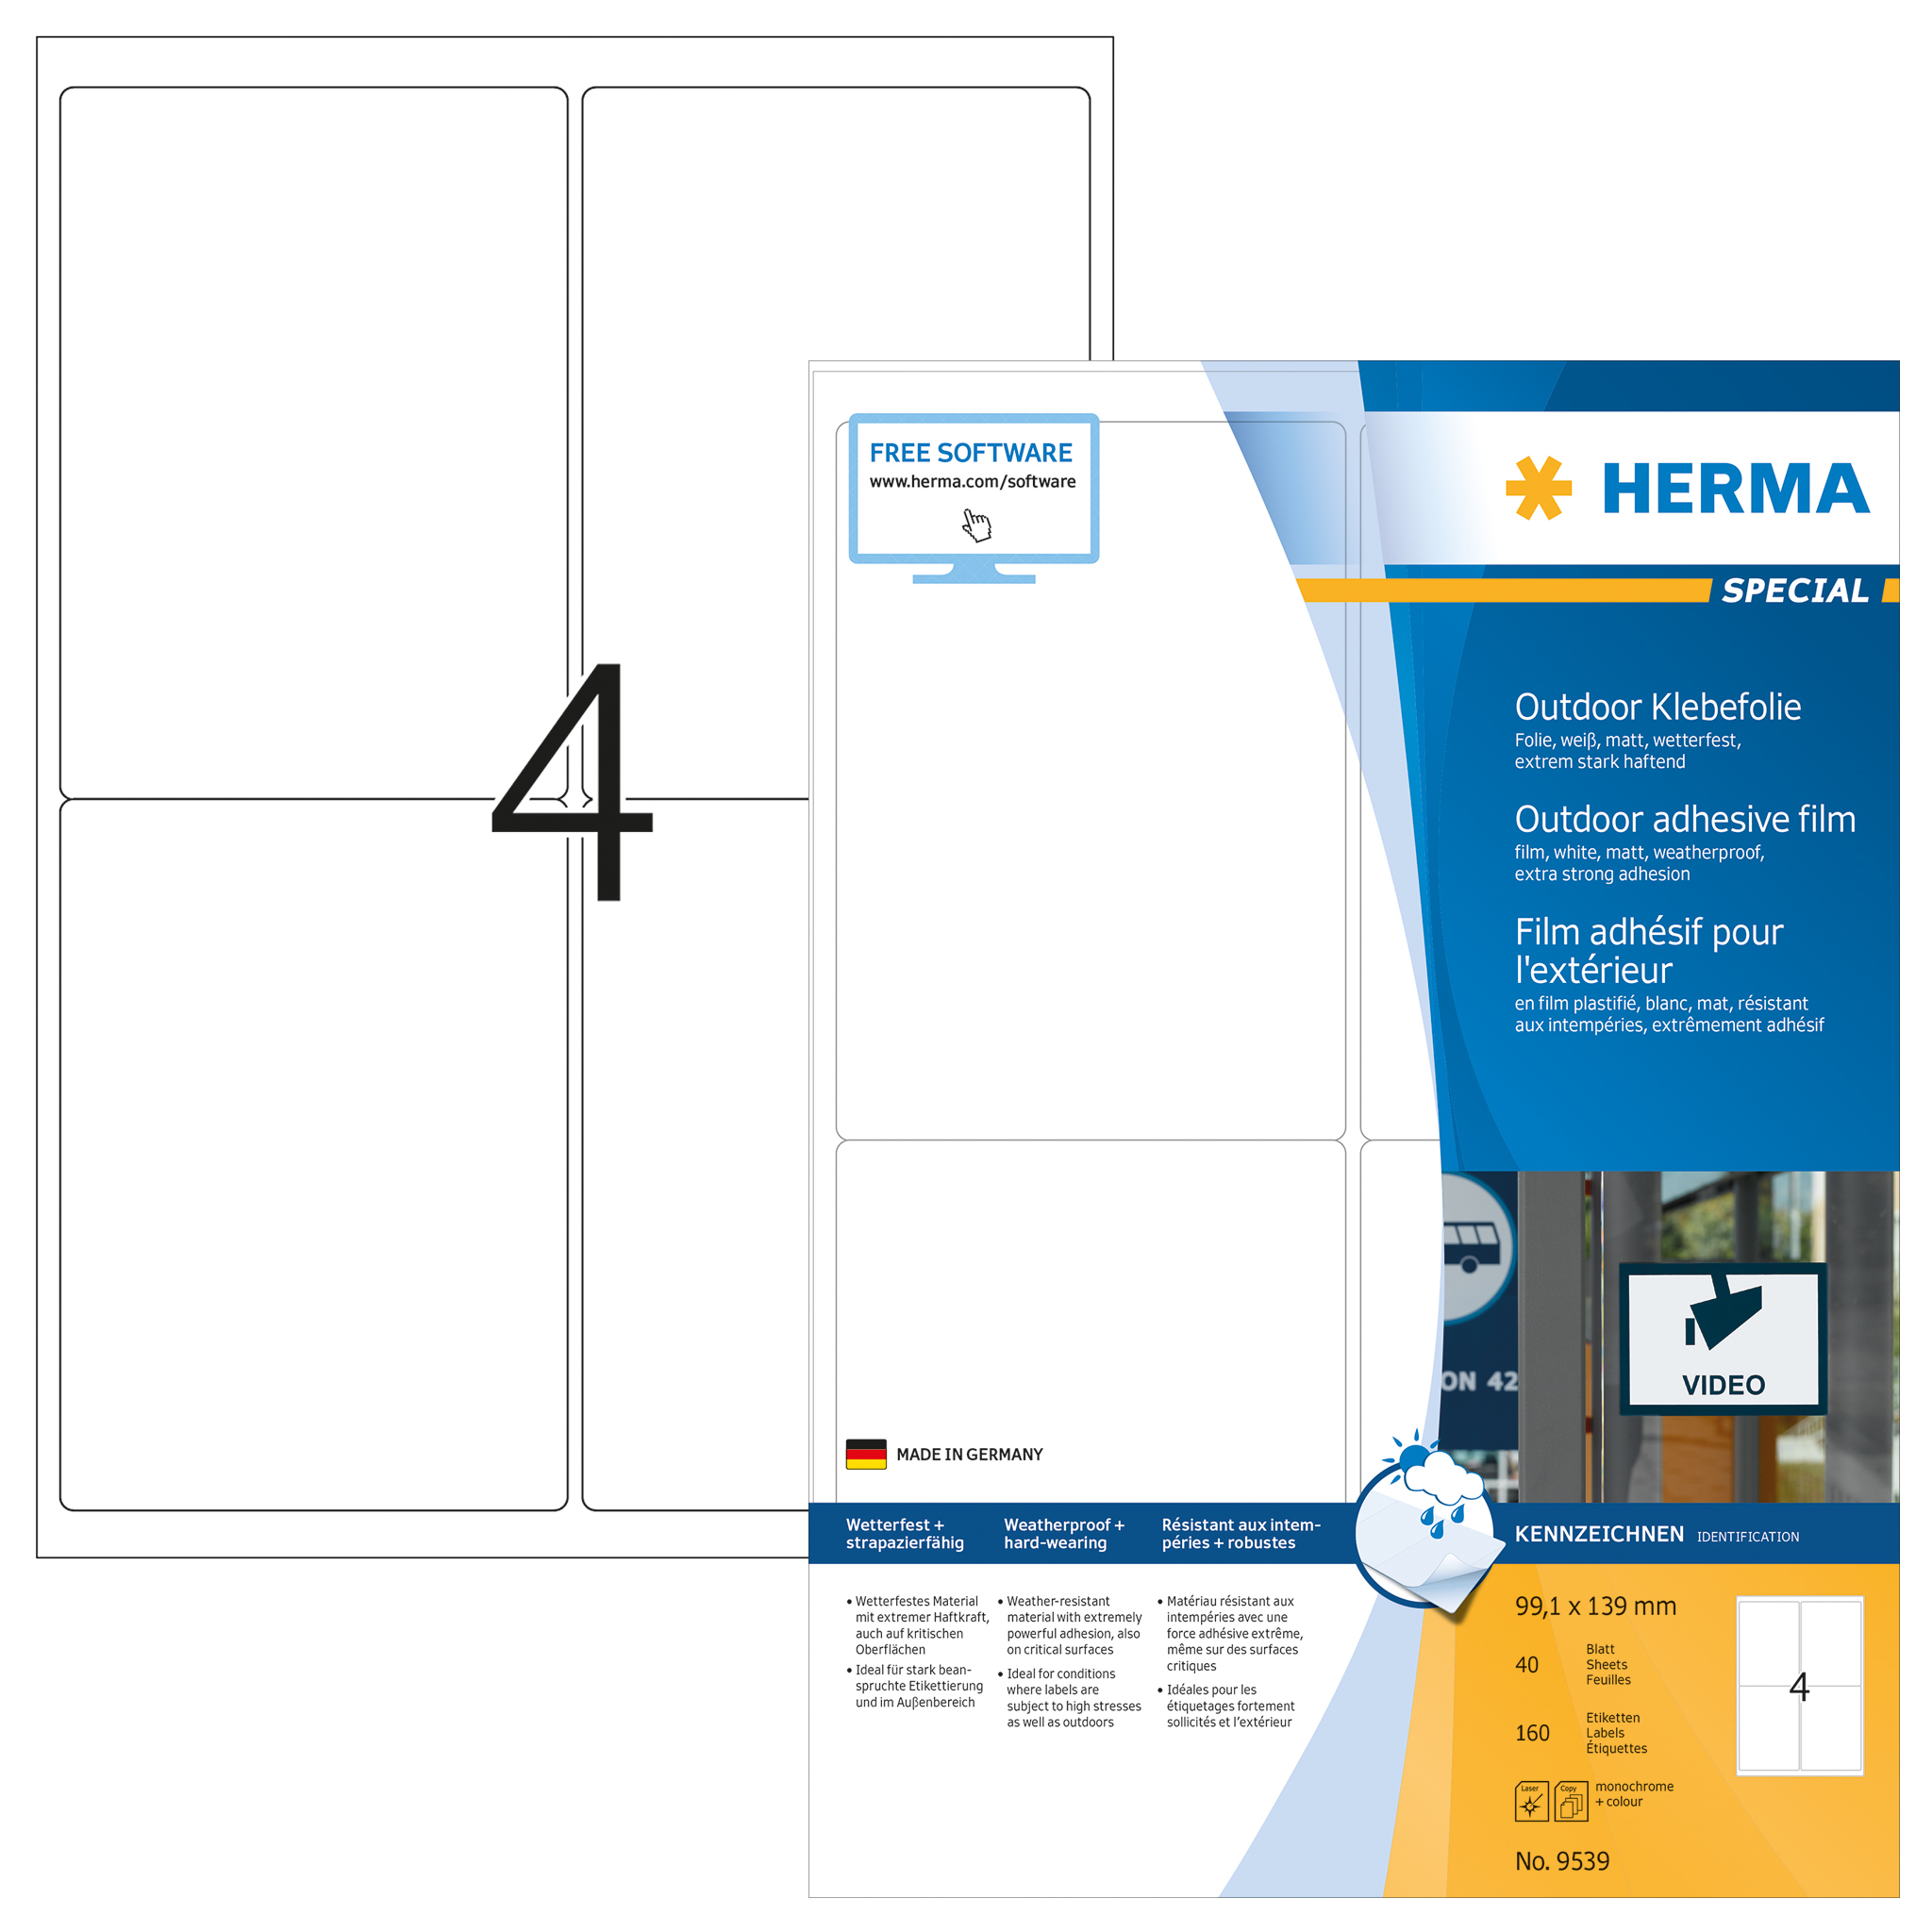 4
FREE SOFTWARE
www.herma.com/software
HERMA
SPECIAL
Outdoor Klebefolie
Folie, weiß, matt, wetterfest,
extrem stark haftend
Outdoor adhesive film
film, white, matt, weatherproof,
extra strong adhesion
Film adhésif pour
l'extérieur
en film plastifié, blanc, mat, résistant
aux intempéries, extrêmement adhésif
ON 42
VIDEO
MADE IN GERMANY
Wetterfest +
strapazierfähig
Weatherproof +
hard-wearing
Résistant aux intem-
péries + robustes
KENNZEICHNEN IDENTIFICATION
• Wetterfestes Material
mit extremer Haftkraft,
auch auf kritischen
Oberflächen
• Ideal für stark bean-
spruchte Etikettierung
und im Außenbereich
• Weather-resistant
material with extremely
powerful adhesion, also
on critical surfaces
• Ideal for conditions
where labels are
subject to high stresses
as well as outdoors
• Matériau résistant aux
intempéries avec une
force adhésive extrême,
même sur des surfaces
critiques
• Idéales pour les
étiquetages fortement
sollicités et l'extérieur
99,1 x 139 mm
40
Blatt
Sheets
Feuilles
160
Etiketten
Labels
Étiquettes
4
Laser
Copy
monochrome
+ colour
No. 9539